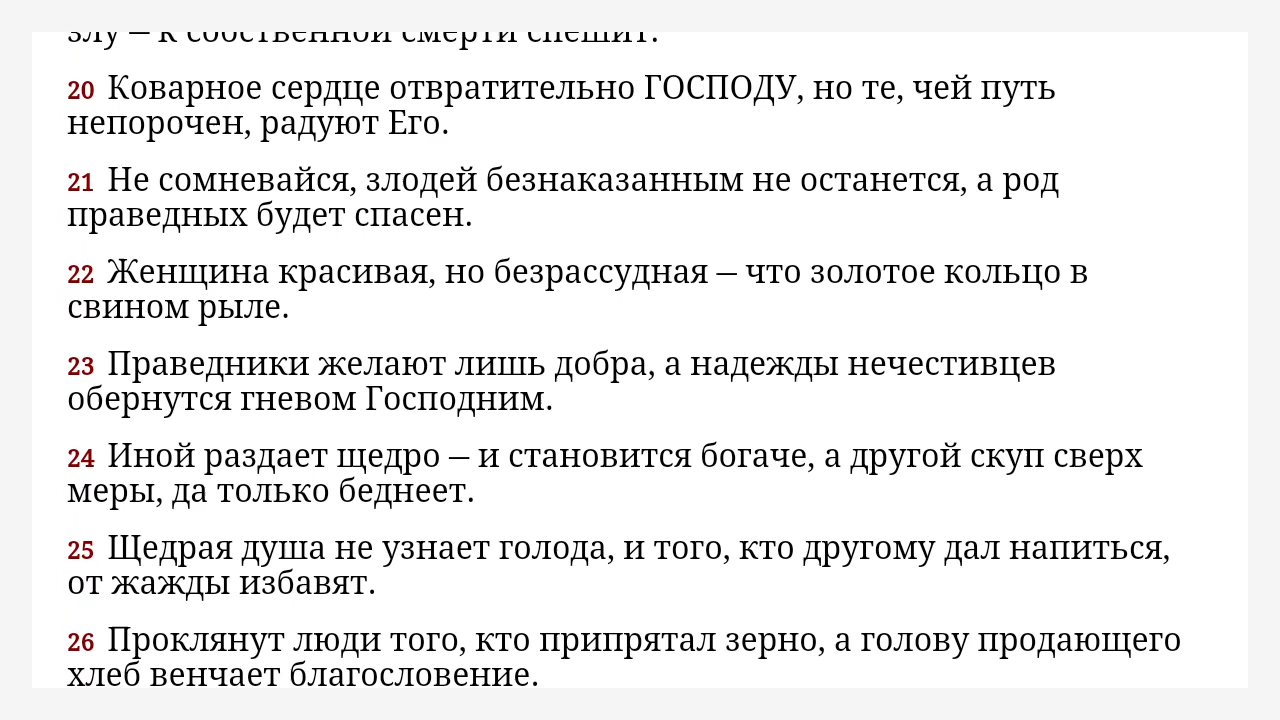 злу – к собственной смерти спешит.
20 Коварное сердце отвратительно ГОСПОДУ, но те, чей путь
непорочен, радуют Его.
21 Не сомневайся, злодей безнаказанным не останется, а род
праведных будет спасен.
22 Женщина красивая, но безрассудная – что золотое кольцо в
свином рыле.
23 Праведники желают лишь добра, а надежды нечестивцев
обернутся гневом Господним.
24 Иной раздает щедро – и становится богаче, а другой скуп сверх
меры, да только беднеет.
25 Щедрая душа не узнает голода, и того, кто другому дал напиться,
от жажды избавят.
26 Проклянут люди того, кто припрятал зерно, а голову продающего
хлеб венчает благословение.